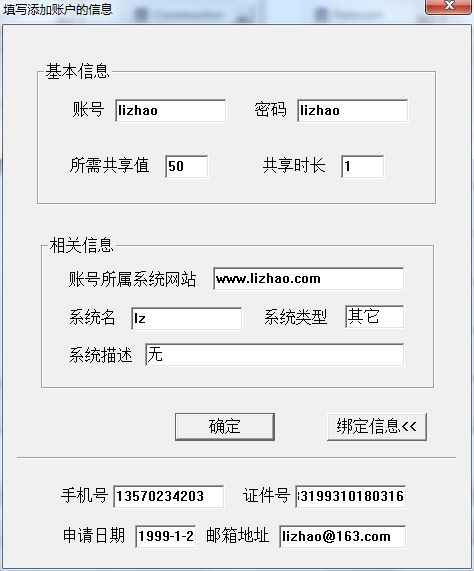 填写添加账户的信息
基本信息
账号 lizhao 密码 lizhao
所需共享值 50 共享时长 1
相关信息
账号所属系统网站 www.lizhao.com
系统名 lz 系统类型 其它
系统描述 无
确定 绑定信息<<
手机号 13570234203 证件号 3199310180316
申请日期 1999-1-2 邮箱地址 lizhao@163.com